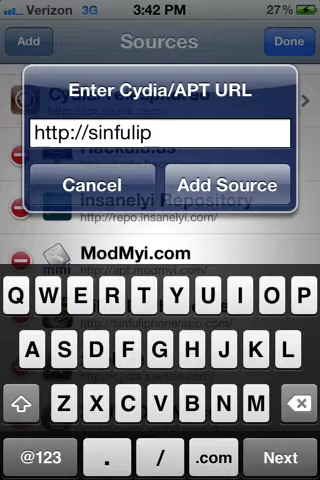 Verizon 3G 3:42 PM 27%
Add Sources Done
Enter Cydia/APT URL
http://sinfulip
Cancel Add Source
insanelyi Repository
http://repo.insanelyi.com/
ModMyi.com
http://apt.modmyi.com/
Q W E R T Y U I O P
A S D F G H J K L
Z X C V B N M
@123 . / .com Next